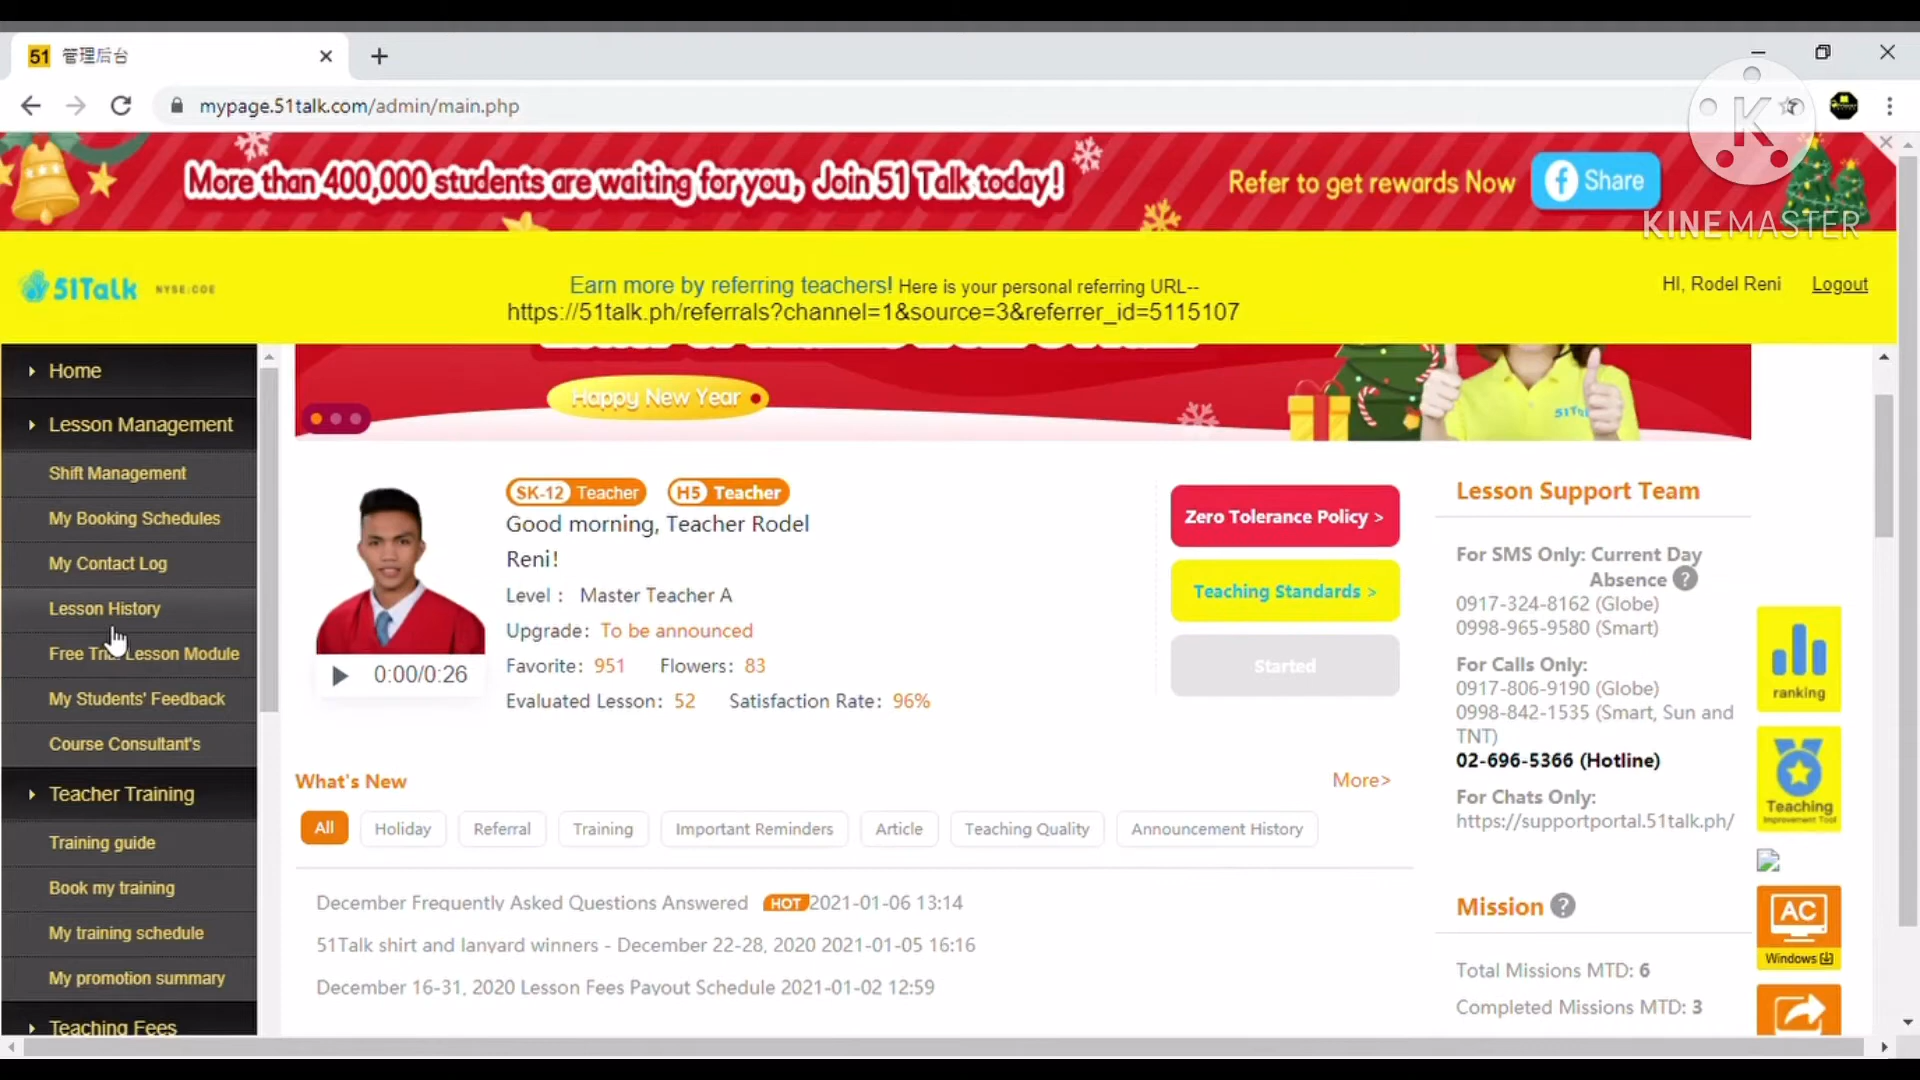 51 管理后台
mypage.51talk.com/admin/main.php
K
KINEMASTER
More than 400,000 students are waiting for you, Join 51 Talk today!
Refer to get rewards Now
f Share
51Talk NYSE:COE
Earn more by referring teachers! Here is your personal referring URL--
https://51talk.ph/referrals?channel=1&source=3&referrer_id=5115107
HI, Rodel Reni
Logout
Home
Lesson Management
Shift Management
My Booking Schedules
My Contact Log
Lesson History
Free Trial Lesson Module
My Students' Feedback
Course Consultant's
Teacher Training
Training guide
Book my training
My training schedule
My promotion summary
Teaching Fees
Happy New Year
SK-12 Teacher
H5 Teacher
Good morning, Teacher Rodel
Reni!
Level : Master Teacher A
Upgrade: To be announced
Favorite: 951 Flowers: 83
Evaluated Lesson: 52 Satisfaction Rate: 96%
0:00/0:26
Zero Tolerance Policy >
Teaching Standards >
Started
What's New
More>
All
Holiday
Referral
Training
Important Reminders
Article
Teaching Quality
Announcement History
December Frequently Asked Questions Answered HOT 2021-01-06 13:14
51Talk shirt and lanyard winners - December 22-28, 2020 2021-01-05 16:16
December 16-31, 2020 Lesson Fees Payout Schedule 2021-01-02 12:59
Lesson Support Team
For SMS Only: Current Day
Absence ?
0917-324-8162 (Globe)
0998-965-9580 (Smart)
For Calls Only:
0917-806-9190 (Globe)
0998-842-1535 (Smart, Sun and
TNT)
02-696-5366 (Hotline)
For Chats Only:
https://supportportal.51talk.ph/
Mission ?
Total Missions MTD: 6
Completed Missions MTD: 3
ranking
Teaching
Improvement Tool
AC
Windows